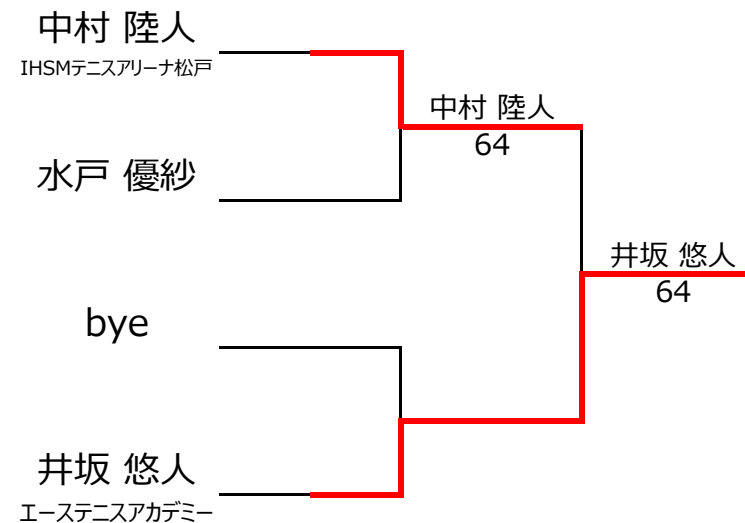 中村 陸人
IHSMテニスアリーナ松戸
中村 陸人
64
水戸 優紗
井坂 悠人
64
bye
井坂 悠人
エーステニスアカデミー